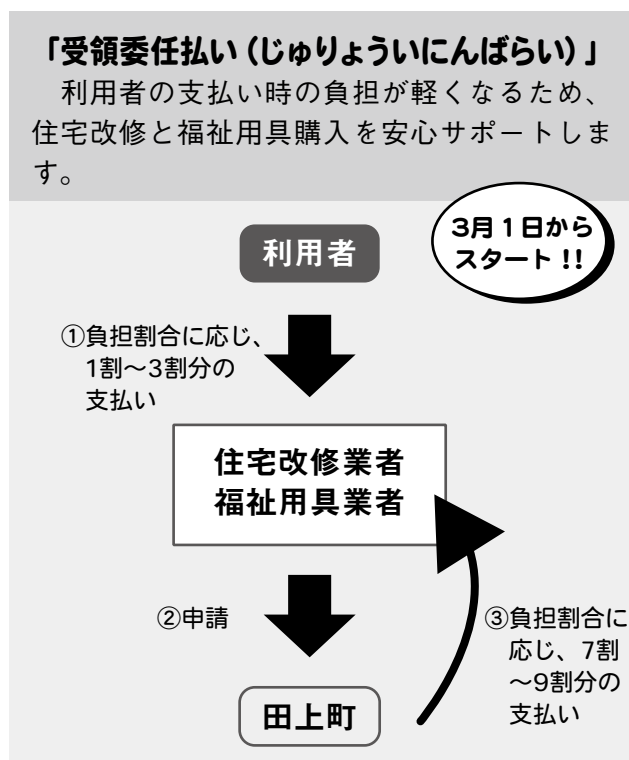 「受領委任払い(じゅりょういにんばらい)」
利用者の支払い時の負担が軽くなるため、
住宅改修と福祉用具購入を安心サポートしま
す。
3月1日から
スタート!!
利用者
①負担割合に応じ、
1割〜3割分の
支払い
住宅改修業者
福祉用具業者
②申請
③負担割合に
応じ、7割
〜9割分の
支払い
田上町